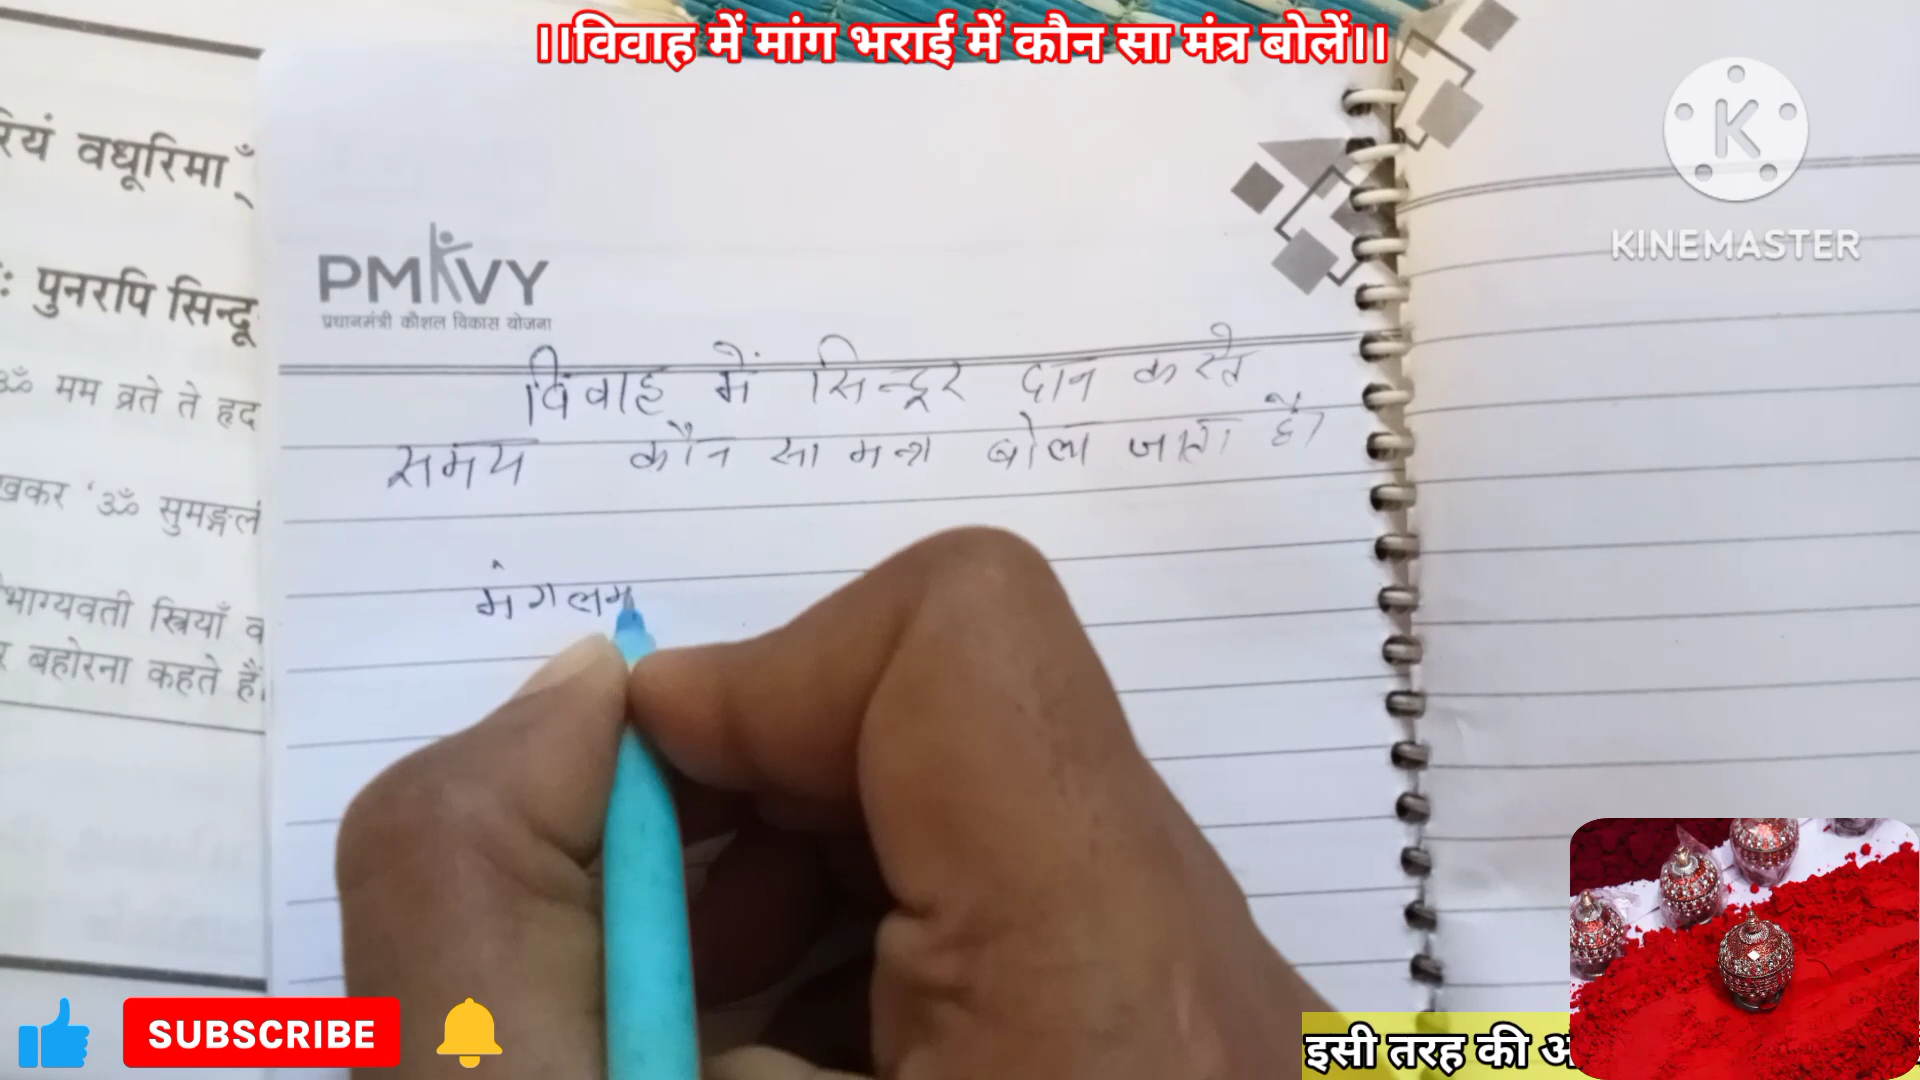 ।।विवाह में मांग भराई में कौन सा मंत्र बोलें।।
रियं वधूरिमाँ
: पुनरपि सिन्दू
ॐ मम व्रते ते हृद
खकर ‘ॐ सुमङ्गलं
भाग्यवती स्त्रियाँ व
र बहोरना कहते हैं।
PMKVY
प्रधानमंत्री कौशल विकास योजना
विवाह में सिन्दूर दान करते
समय कौन सा मन्त्र बोला जाता है।
मंगलम
K
KINEMASTER
SUBSCRIBE
इसी तरह की अ